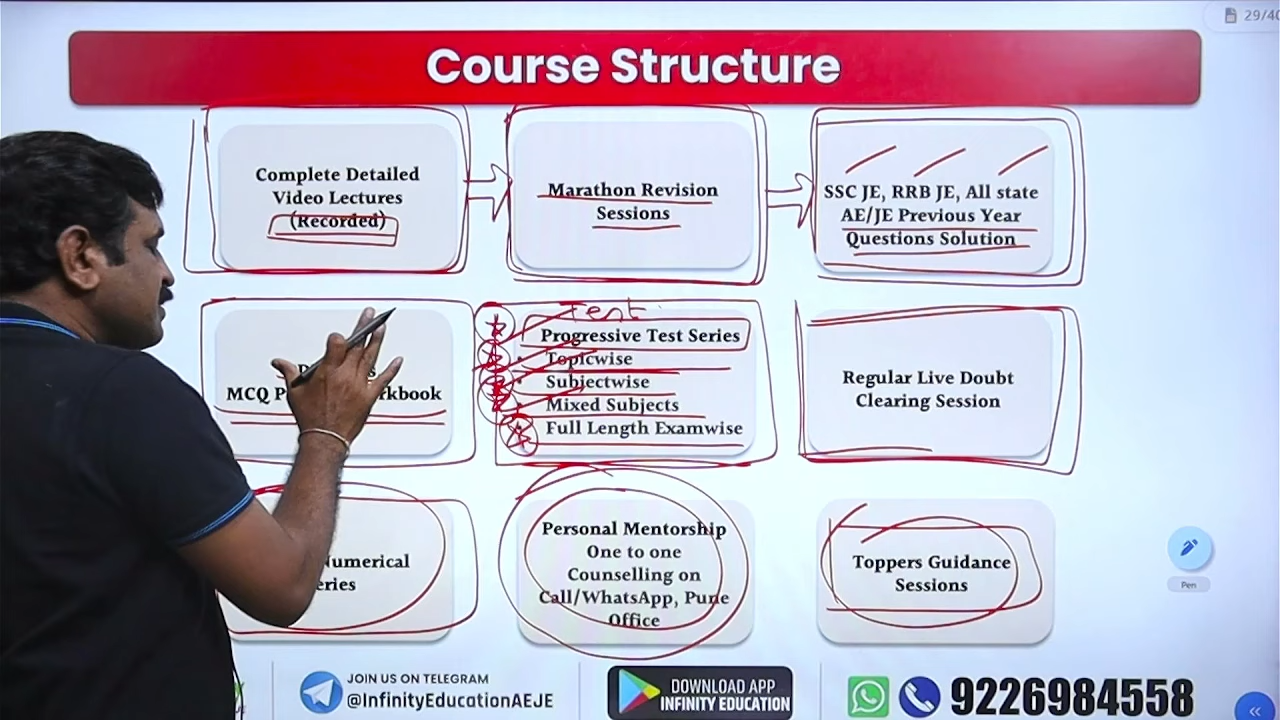 29/40
Course Structure
Complete Detailed
Video Lectures
(Recorded)
Marathon Revision
Sessions
SSC JE, RRB JE, All state
AE/JE Previous Year
Questions Solution
MCQ
Test
Progressive Test Series
• Topicwise
• Subjectwise
• Mixed Subjects
• Full Length Examwise
Regular Live Doubt
Clearing Session
Numerical
Personal Mentorship
One to one
Counselling on
Call/WhatsApp, Pune
Office
Toppers Guidance
Sessions
Pen
JOIN US ON TELEGRAM
@InfinityEducationAEJE
DOWNLOAD APP
INFINITY EDUCATION
9226984558